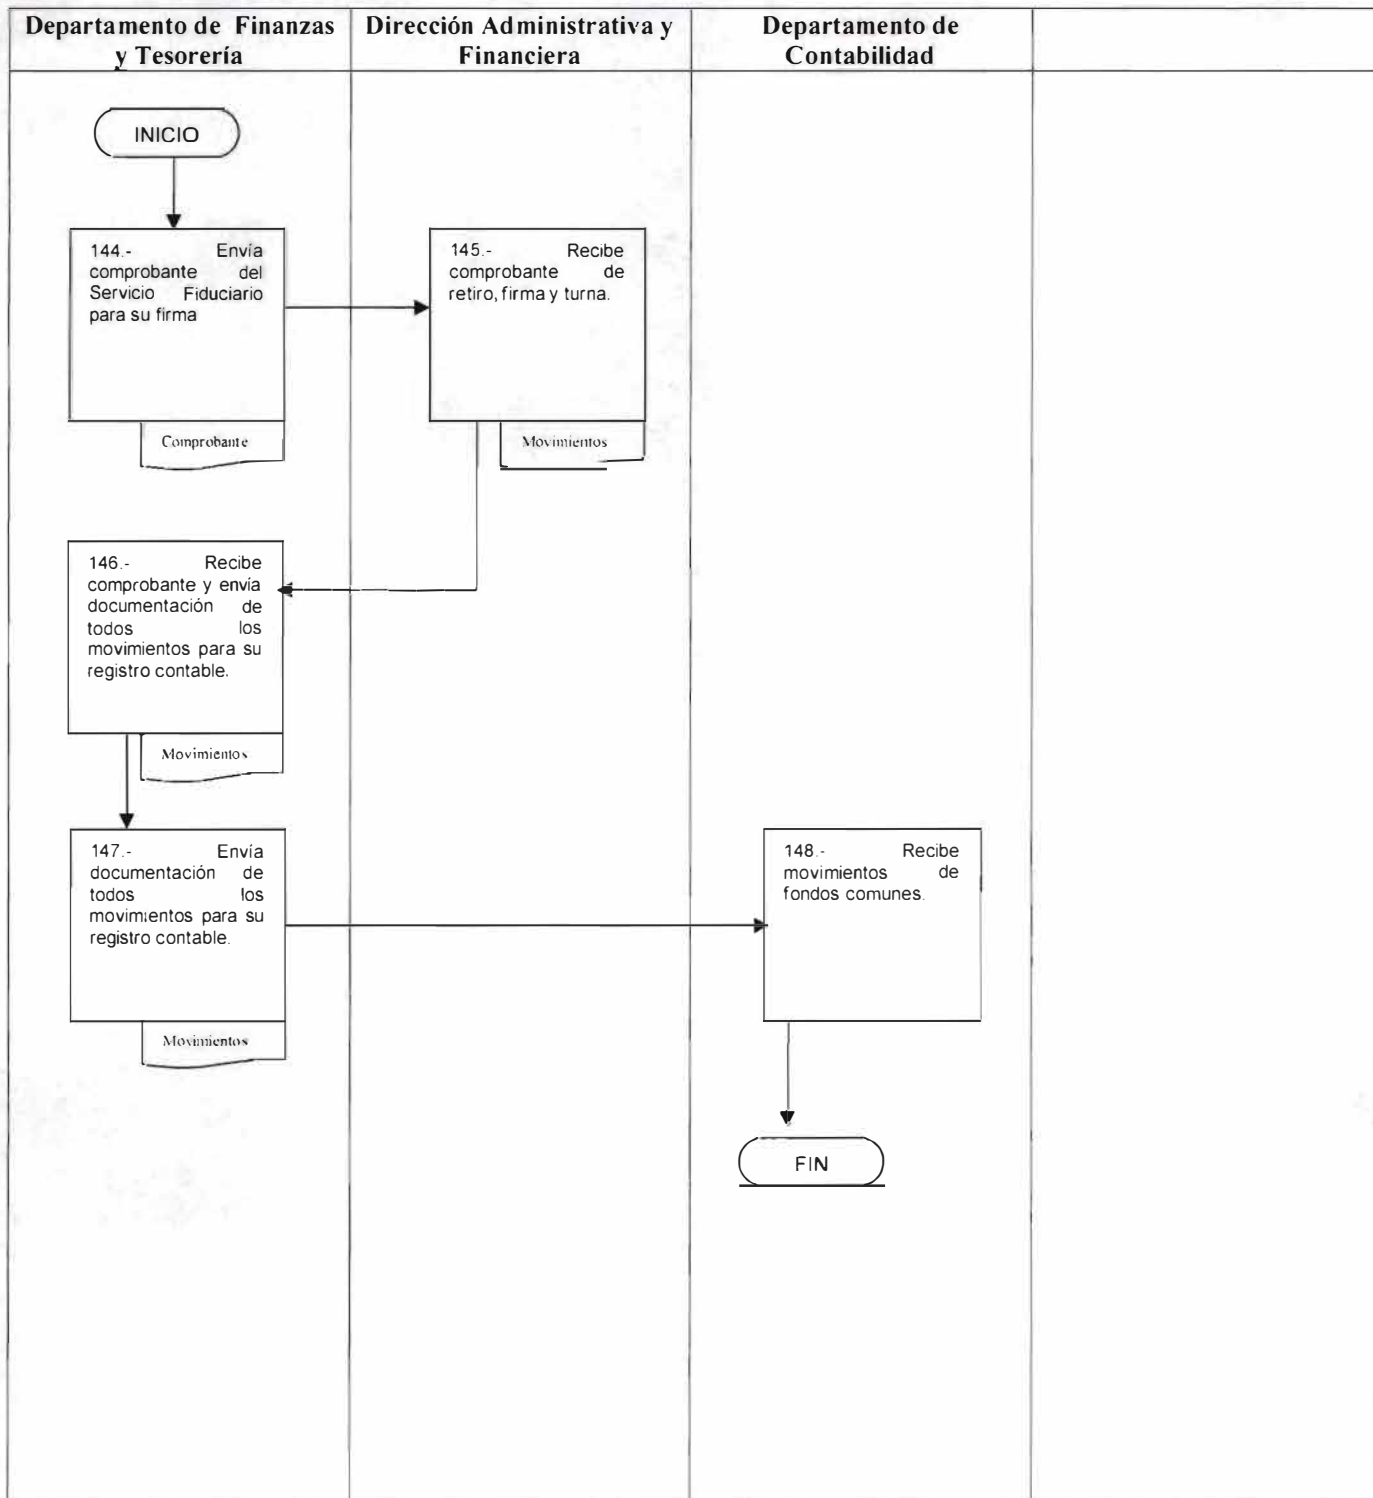 Departamento de Finanzas
y Tesorería
Dirección Administrativa y
Financiera
Departamento de
Contabilidad
INICIO
144.- Envía
comprobante del
Servicio Fiduciario
para su firma
Comprobante
145.- Recibe
comprobante de
retiro, firma y turna.
Movimientos
146.- Recibe
comprobante y envía
documentación de
todos los
movimientos para su
registro contable.
Movimientos
147.- Envía
documentación de
todos los
movimientos para su
registro contable.
Movimientos
148.- Recibe
movimientos de
fondos comunes.
FIN